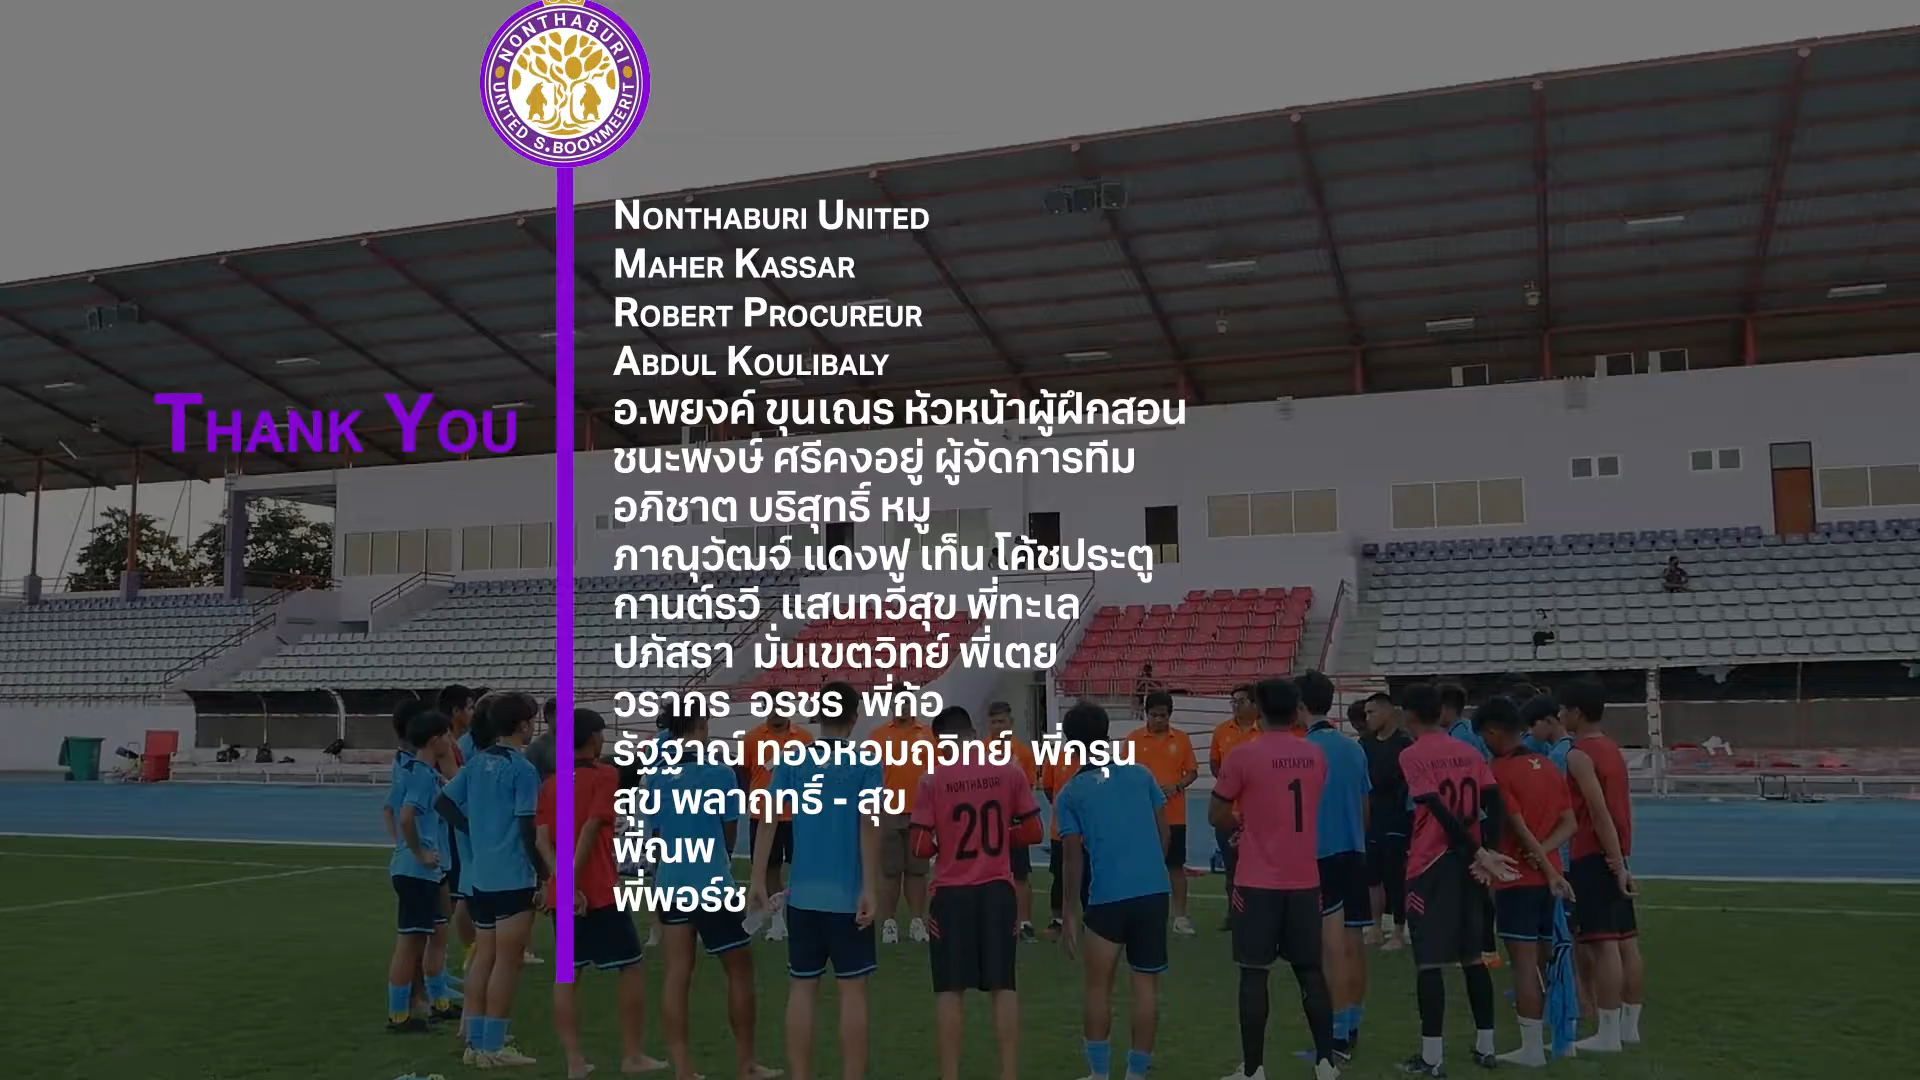 NONTHABURI
UNITED S.BOONMEERIT
THANK YOU
NONTHABURI UNITED
MAHER KASSAR
ROBERT PROCUREUR
ABDUL KOULIBALY
อ.พยงค์ ขุนเณร หัวหน้าผู้ฝึกสอน
ชนะพงษ์ ศรีคงอยู่ ผู้จัดการทีม
อภิชาต บริสุทธิ์ หมู
ภาณุวัฒจ์ แดงฟู เท็น โค้ชประตู
กานต์รวี แสนทวีสุข พี่ทะเล
ปภัสรา มั่นเขตวิทย์ พี่เตย
วรากร อรชร พี่ก้อ
รัฐฐาณ์ ทองหอมฤวิทย์ พี่กรุน
สุข พลาฤทธิ์ - สุข
พี่ณพ
พี่พอร์ช
NONTHABURI
20
NATTAPON
1
NONTHABURI
20